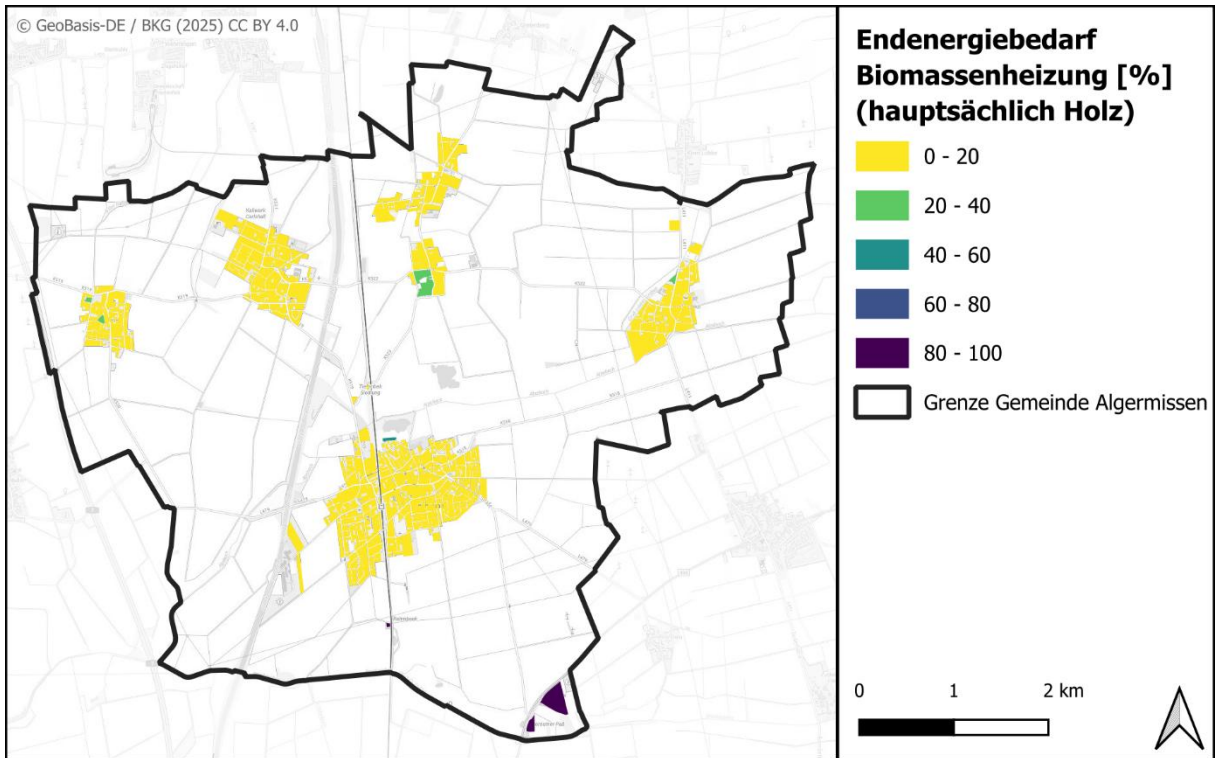 © GeoBasis-DE / BKG (2025) CC BY 4.0
Endenergiebedarf
Biomassenheizung [%]
(hauptsächlich Holz)
0 - 20
20 - 40
40 - 60
60 - 80
80 - 100
Grenze Gemeinde Algermissen
0 1 2 km